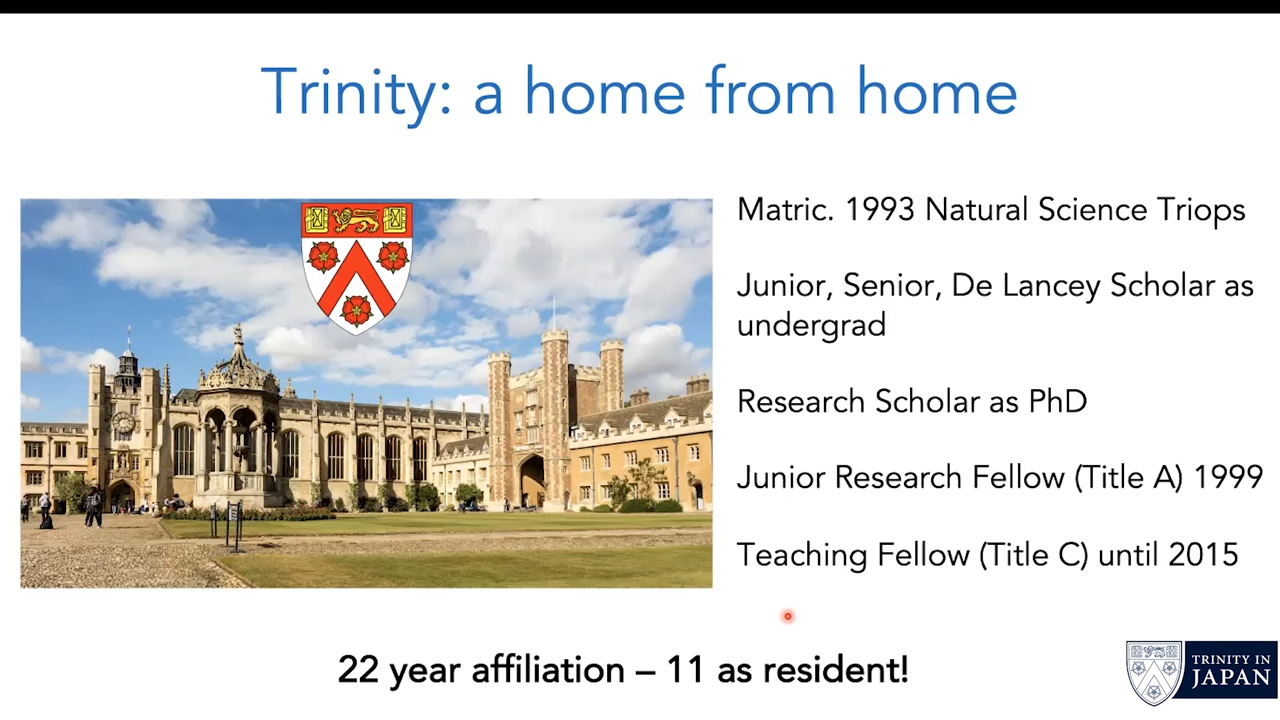 Trinity: a home from home
Matric. 1993 Natural Science Triops
Junior, Senior, De Lancey Scholar as
undergrad
Research Scholar as PhD
Junior Research Fellow (Title A) 1999
Teaching Fellow (Title C) until 2015
22 year affiliation – 11 as resident!
TRINITY IN
JAPAN